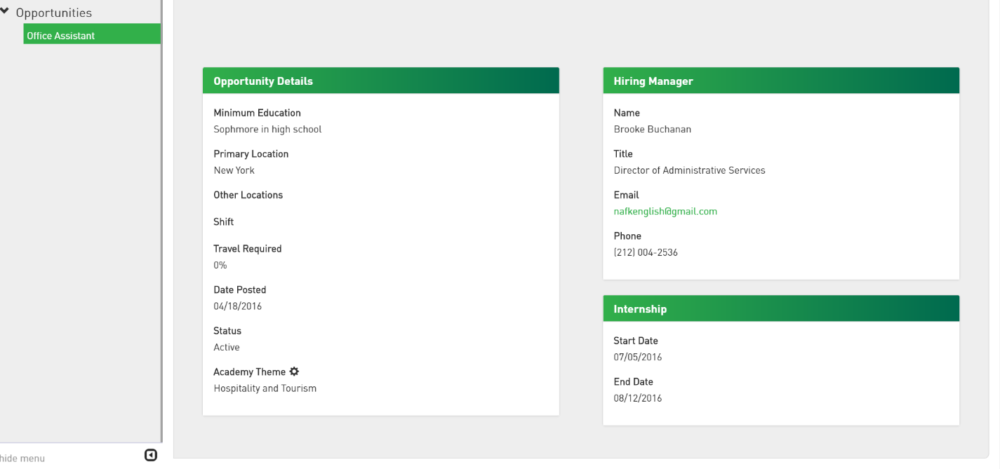 Opportunities
Office Assistant
Opportunity Details
Minimum Education
Sophmore in high school
Primary Location
New York
Other Locations
Shift
Travel Required
0%
Date Posted
04/18/2016
Status
Active
Academy Theme
Hospitality and Tourism
Hiring Manager
Name
Brooke Buchanan
Title
Director of Administrative Services
Email
nafkenglish@gmail.com
Phone
(212) 004-2536
Internship
Start Date
07/05/2016
End Date
08/12/2016
hide menu